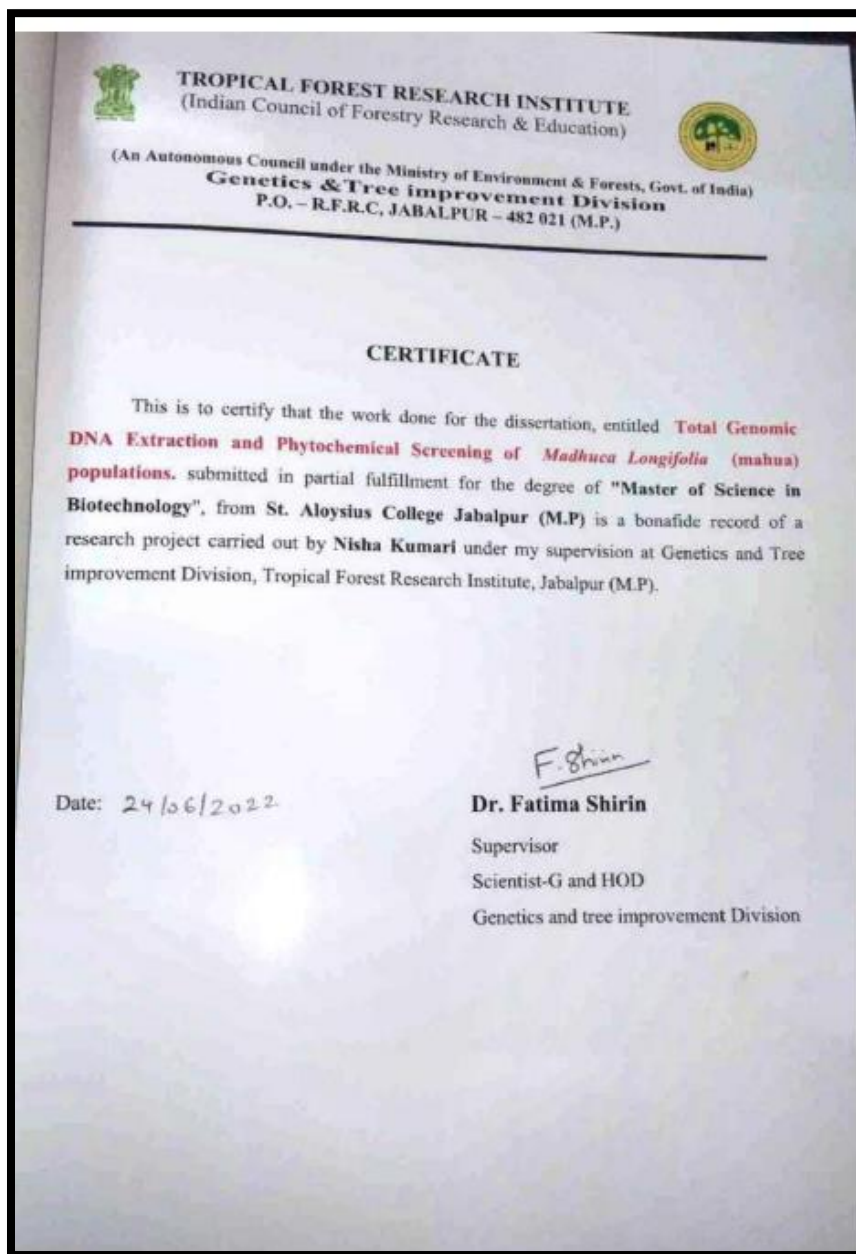 TROPICAL FOREST RESEARCH INSTITUTE
(Indian Council of Forestry Research & Education)
(An Autonomous Council under the Ministry of Environment & Forests, Govt. of India)
Genetics &Tree improvement Division
P.O. – R.F.R.C, JABALPUR – 482 021 (M.P.)
CERTIFICATE
This is to certify that the work done for the dissertation, entitled Total Genomic
DNA Extraction and Phytochemical Screening of Madhuca Longifolia (mahua)
populations. submitted in partial fulfillment for the degree of "Master of Science in
Biotechnology", from St. Aloysius College Jabalpur (M.P) is a bonafide record of a
research project carried out by Nisha Kumari under my supervision at Genetics and Tree
improvement Division, Tropical Forest Research Institute, Jabalpur (M.P).
F. Shirin
Date: 24/06/2022
Dr. Fatima Shirin
Supervisor
Scientist-G and HOD
Genetics and tree improvement Division